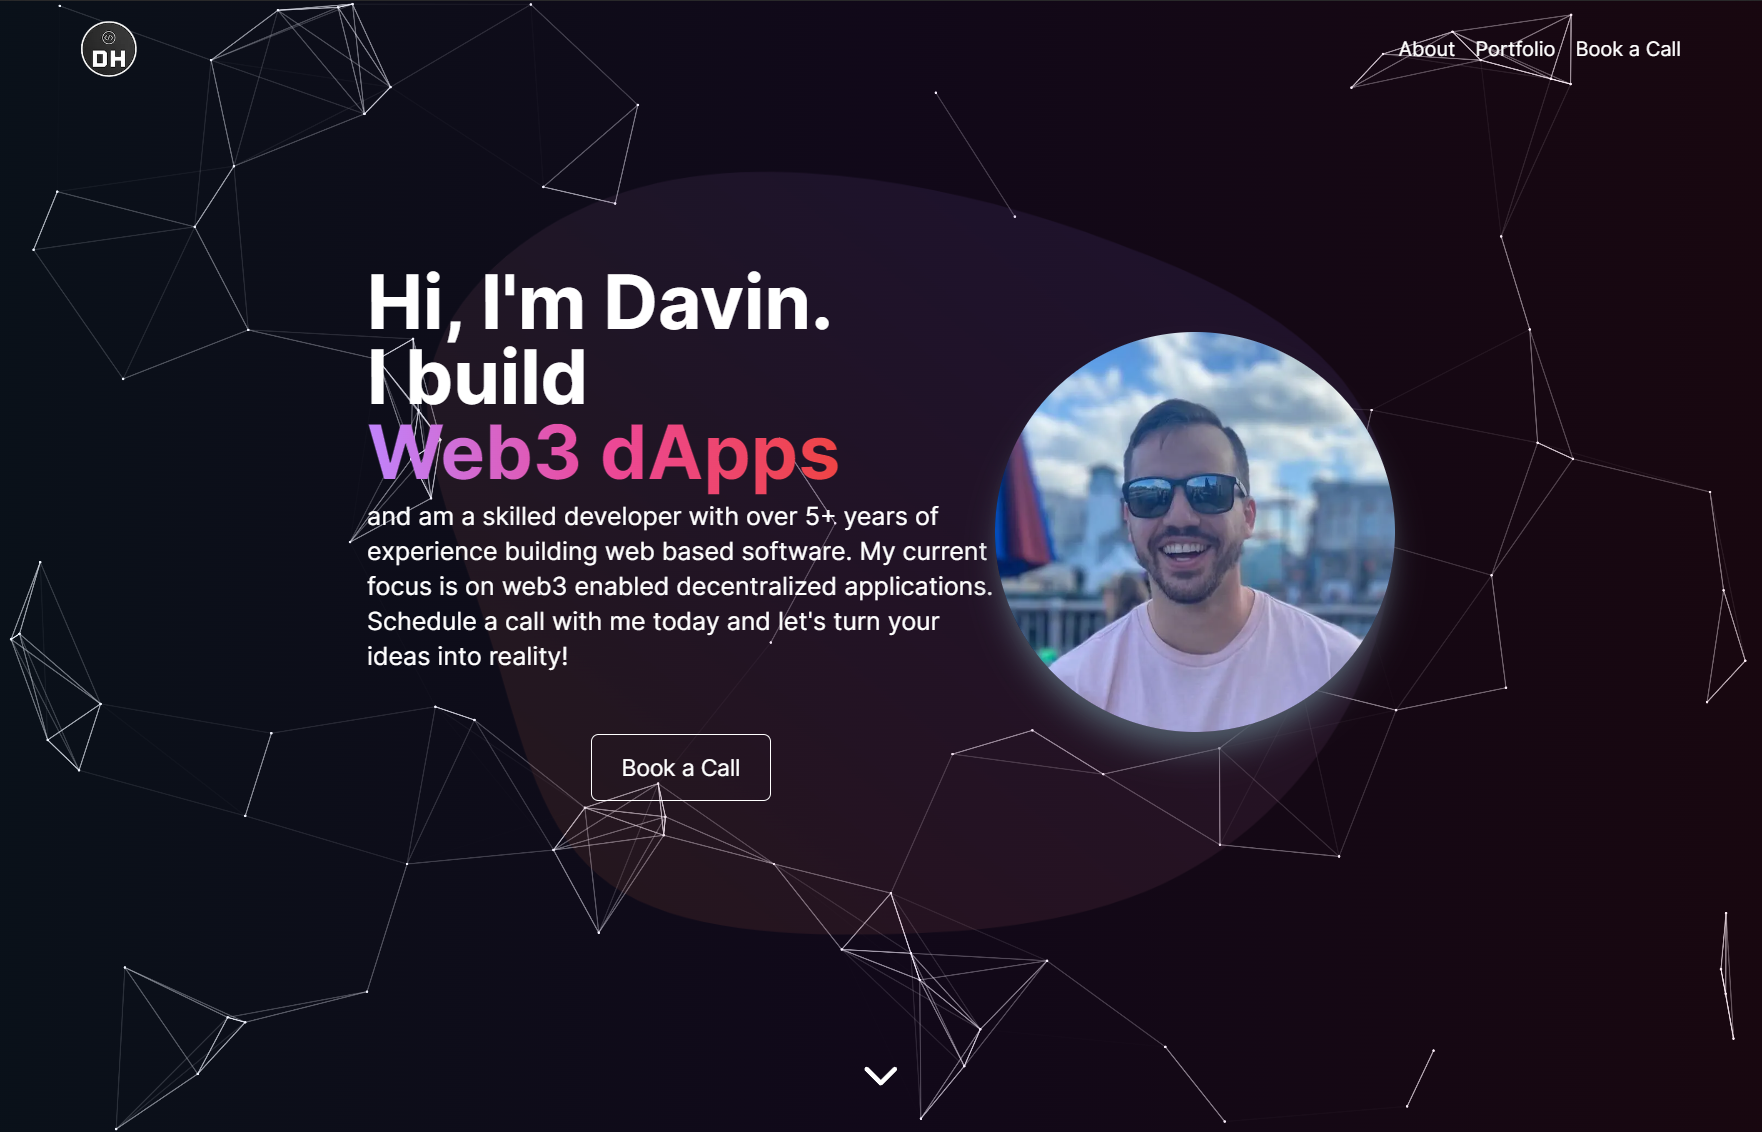 DH
About Portfolio Book a Call
Hi, I'm Davin.
I build
Web3 dApps
and am a skilled developer with over 5+ years of
experience building web based software. My current
focus is on web3 enabled decentralized applications.
Schedule a call with me today and let's turn your
ideas into reality!
Book a Call